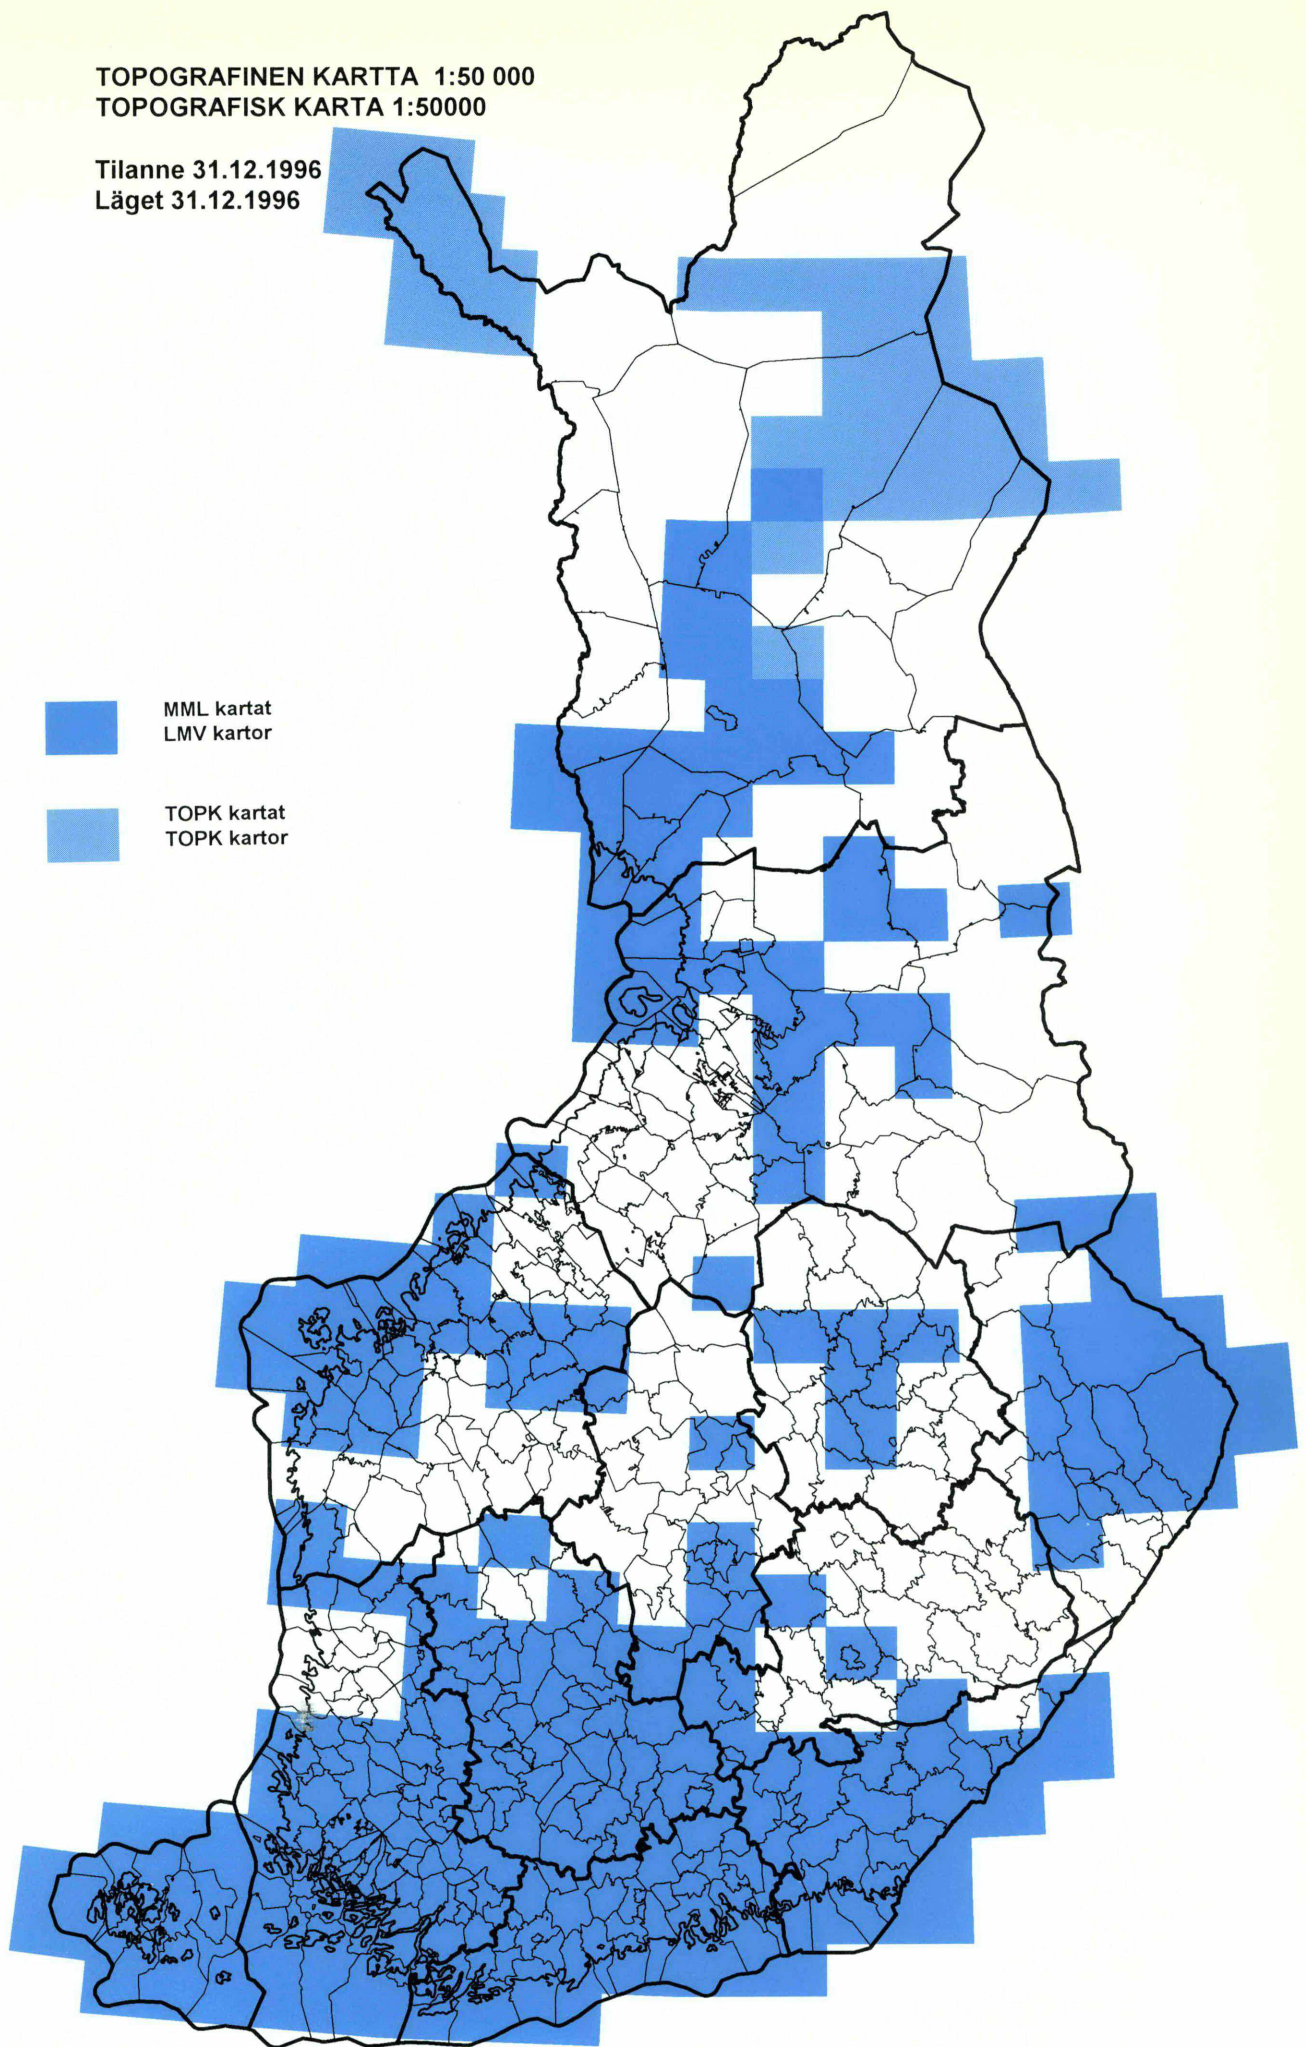 TOPOGRAFINEN KARTTA 1:50 000
TOPOGRAFISK KARTA 1:50000
Tilanne 31.12.1996
Läget 31.12.1996
MML kartat
LMV kartor
TOPK kartat
TOPK kartor